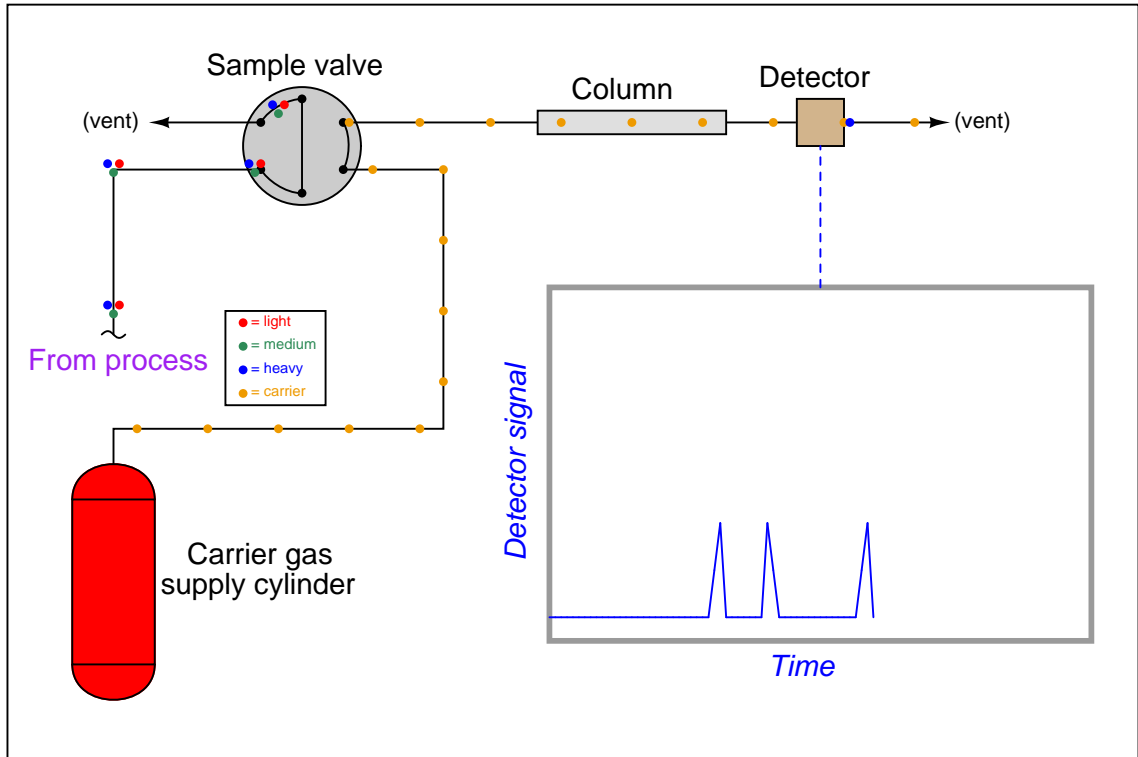 Sample valve
Column
Detector
(vent)
(vent)
From process
= light
= medium
= heavy
= carrier
Carrier gas
supply cylinder
Detector signal
Time